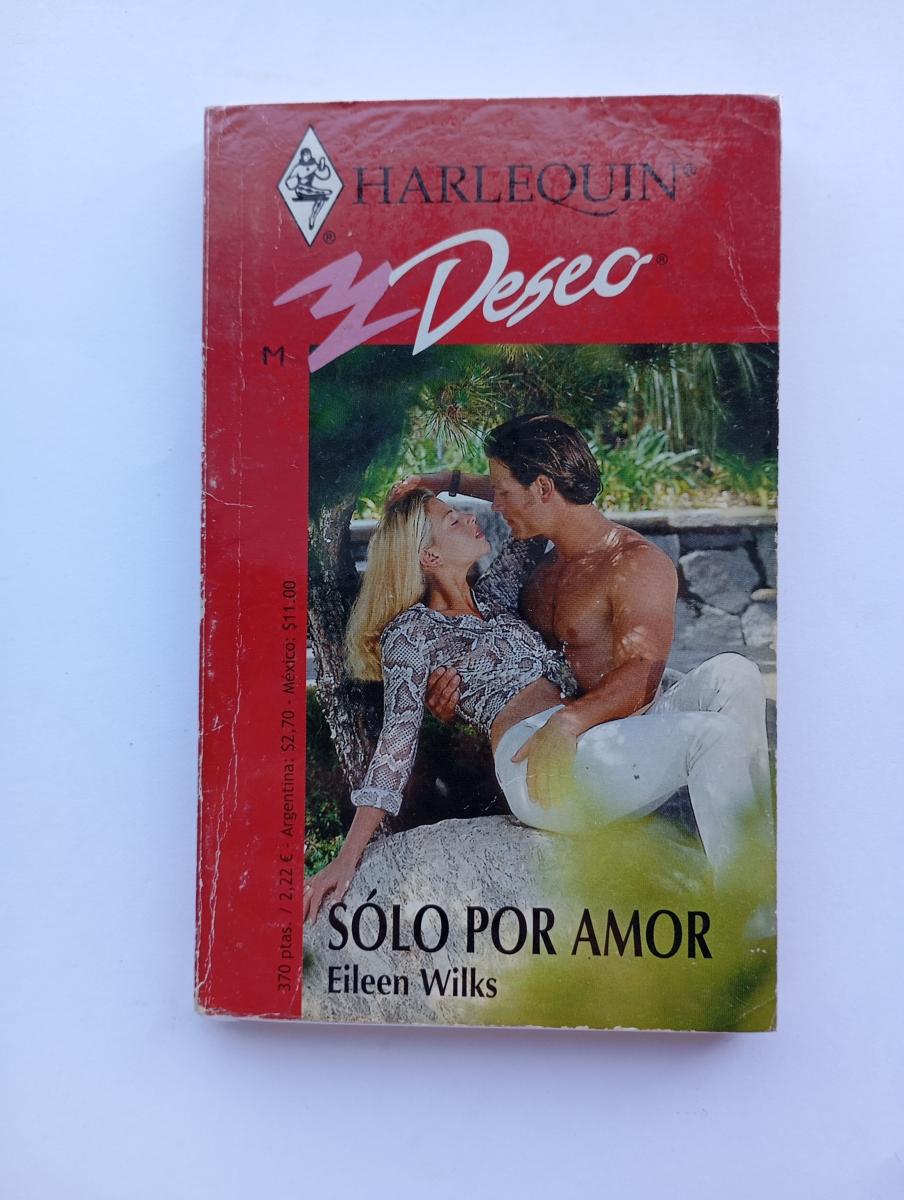 HARLEQUIN®
®
Deseo®
M
370 ptas. / 2,22 € - Argentina: $2,70 - México: $11.00
SÓLO POR AMOR
Eileen Wilks